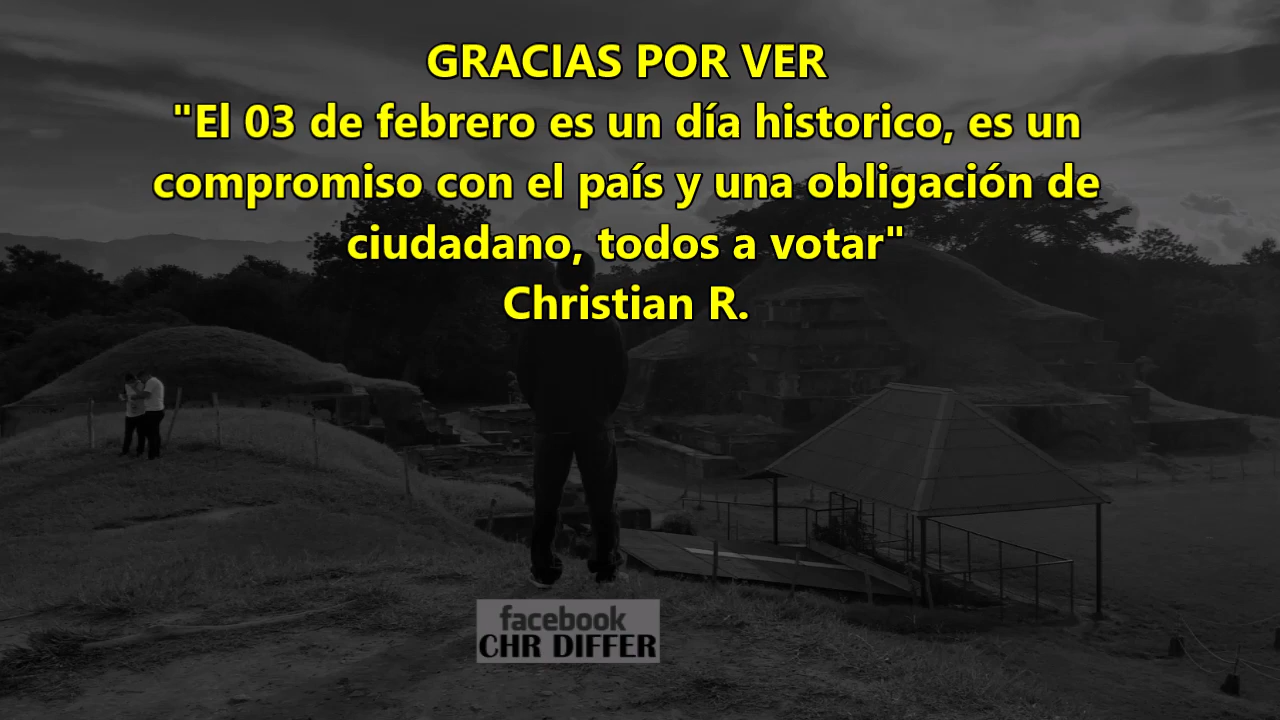 GRACIAS POR VER
"El 03 de febrero es un día historico, es un
compromiso con el país y una obligación de
ciudadano, todos a votar"
Christian R.
facebook
CHR DIFFER